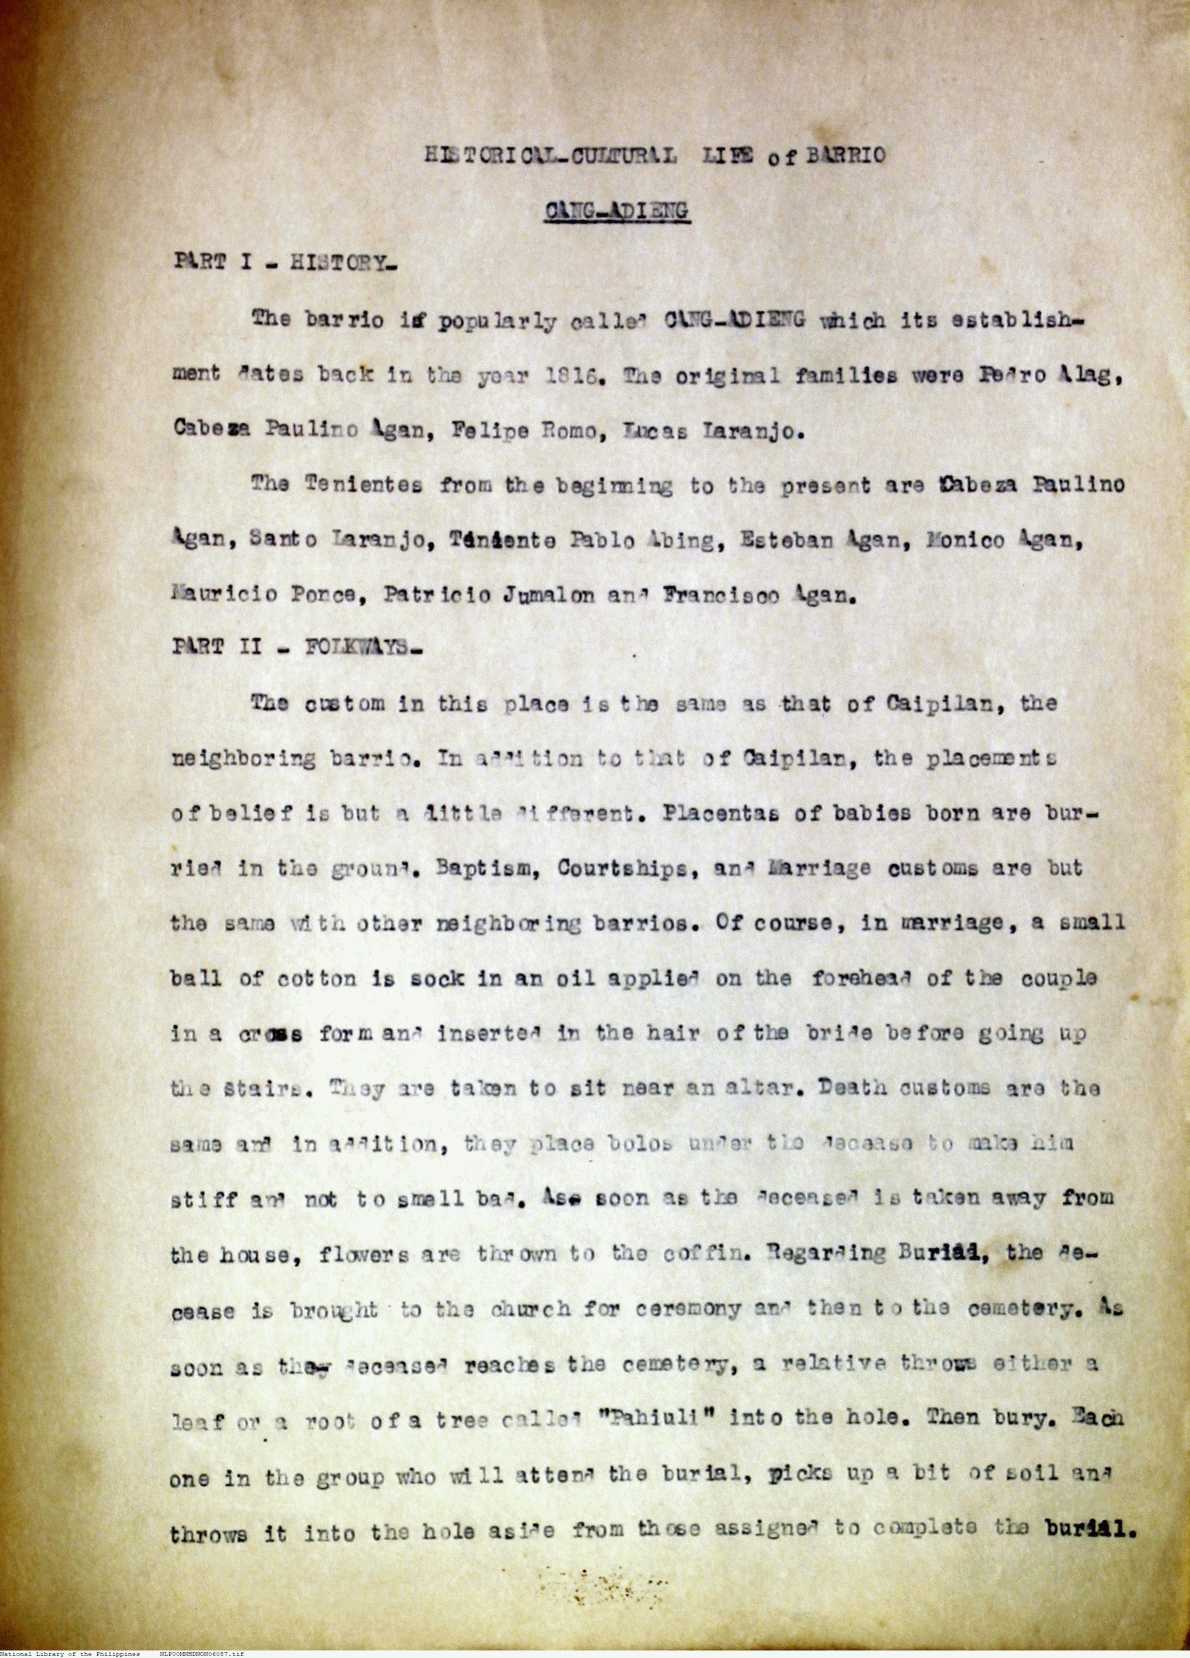 HISTORICAL-CULTURAL LIFE of BARRIO
CANG-ADIENG
PART I - HISTORY-
The barrio is popularly called CANG-ADIENG which its establish-
ment dates back in the year 1816. The original families were Pedro Alag,
Cabeza Paulino Agan, Felipe Romo, Lucas Laranjo.
The Tenientes from the beginning to the present are Cabeza Paulino
Agan, Santo Laranjo, Teniente Pablo Abing, Esteban Agan, Monico Agan,
Mauricio Ponce, Patricio Jumalon and Francisco Agan.
PART II - FOLKWAYS-
The custom in this place is the same as that of Caipilan, the
neighboring barrio. In addition to that of Caipilan, the placements
of belief is but a little different. Placentas of babies born are bur-
ried in the ground. Baptism, Courtships, and Marriage customs are but
the same with other neighboring barrios. Of course, in marriage, a small
ball of cotton is sock in an oil applied on the forehead of the couple
in a cross form and inserted in the hair of the bride before going up
the stairs. They are taken to sit near an altar. Death customs are the
same and in addition, they place bolos under the decease to make him
stiff and not to smell bad. As soon as the deceased is taken away from
the house, flowers are thrown to the coffin. Regarding Burial, the de-
cease is brought to the church for ceremony and then to the cemetery. As
soon as the deceased reaches the cemetery, a relative throws either a
leaf or a root of a tree called "Pahiuli" into the hole. Then bury. Each
one in the group who will attend the burial, picks up a bit of soil and
throws it into the hole aside from those assigned to complete the burial.
National Library of the Philippines